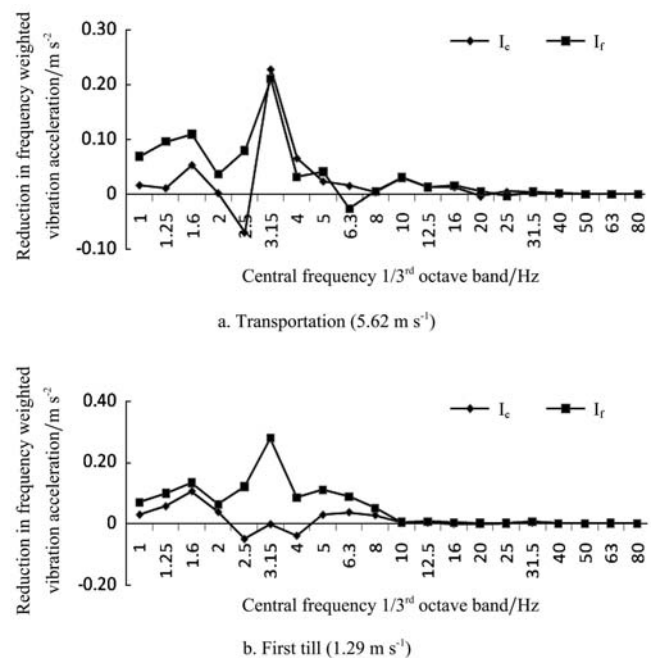 Reduction in frequency weighted
vibration acceleration/m s⁻²
0.30
0.20
0.10
0
-0.10
I_c I_f
1 1.25 1.6 2 2.5 3.15 4 5 6.3 8 10 12.5 16 20 25 31.5 40 50 63 80
Central frequency 1/3rd octave band/Hz
a. Transportation (5.62 m s⁻¹)
Reduction in frequency weighted
vibration acceleration/m s⁻²
0.40
0.20
0
-0.20
I_c I_f
1 1.25 1.6 2 2.5 3.15 4 5 6.3 8 10 12.5 16 20 25 31.5 40 50 63 80
Central frequency 1/3rd octave band/Hz
b. First till (1.29 m s⁻¹)